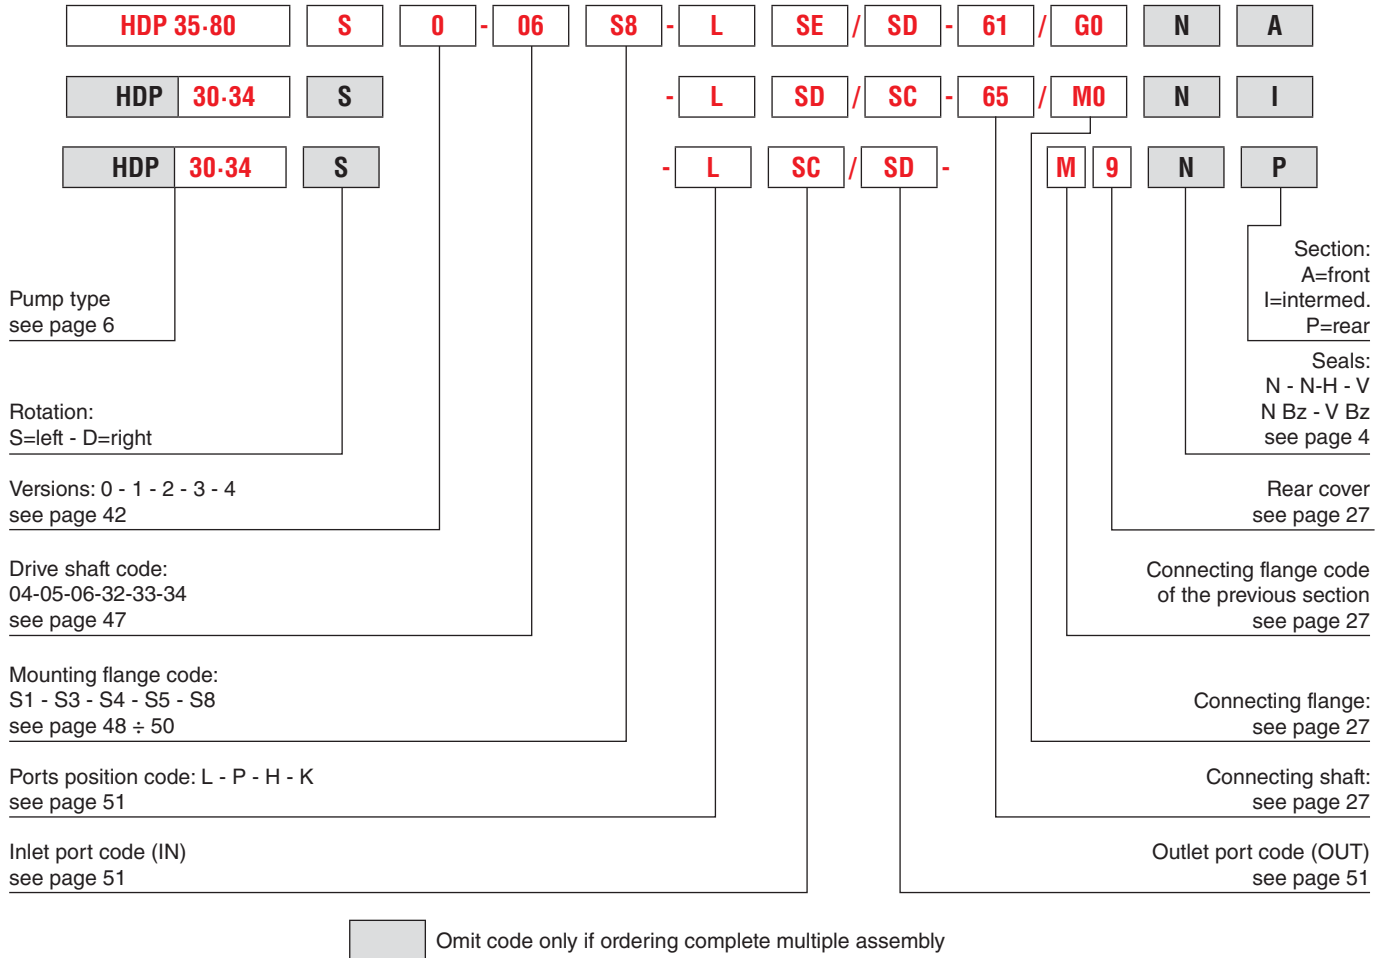 HDP 35·80 S 0 - 06 S8 - L SE / SD - 61 / G0 N A
HDP 30·34 S - L SD / SC - 65 / M0 N I
HDP 30·34 S - L SC / SD - M 9 N P
Pump type
see page 6
Rotation:
S=left - D=right
Versions: 0 - 1 - 2 - 3 - 4
see page 42
Drive shaft code:
04-05-06-32-33-34
see page 47
Mounting flange code:
S1 - S3 - S4 - S5 - S8
see page 48 ÷ 50
Ports position code: L - P - H - K
see page 51
Inlet port code (IN)
see page 51
Section:
A=front
I=intermed.
P=rear
Seals:
N - N-H - V
N Bz - V Bz
see page 4
Rear cover
see page 27
Connecting flange code
of the previous section
see page 27
Connecting flange:
see page 27
Connecting shaft:
see page 27
Outlet port code (OUT)
see page 51
Omit code only if ordering complete multiple assembly